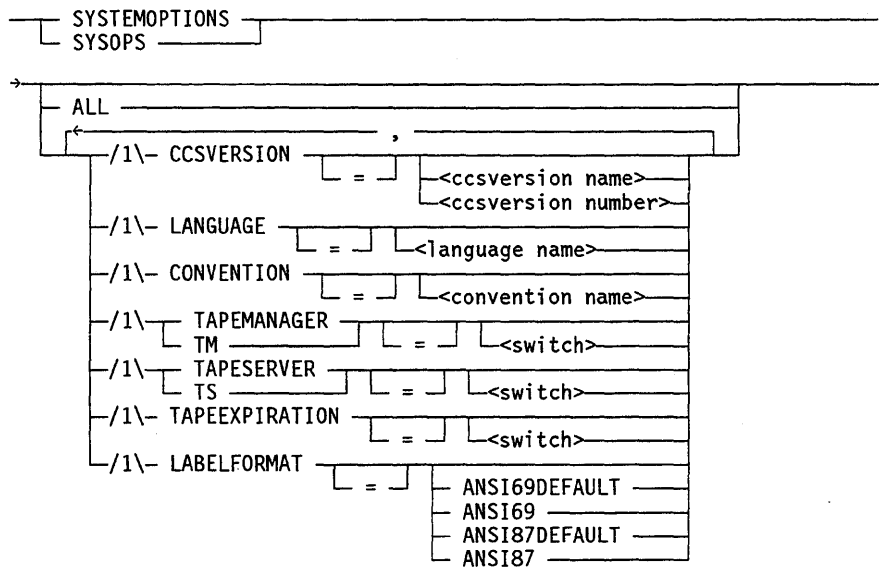 SYSTEMOPTIONS
SYSOPS
ALL
,
/1\ CCSVERSION
= <ccsversion name>
<ccsversion number>
/1\ LANGUAGE
= <language name>
/1\ CONVENTION
= <convention name>
/1\ TAPEMANAGER
TM = <switch>
/1\ TAPESERVER
TS = <switch>
/1\ TAPEEXPIRATION
= <switch>
/1\ LABELFORMAT
= ANSI69DEFAULT
ANSI69
ANSI87DEFAULT
ANSI87